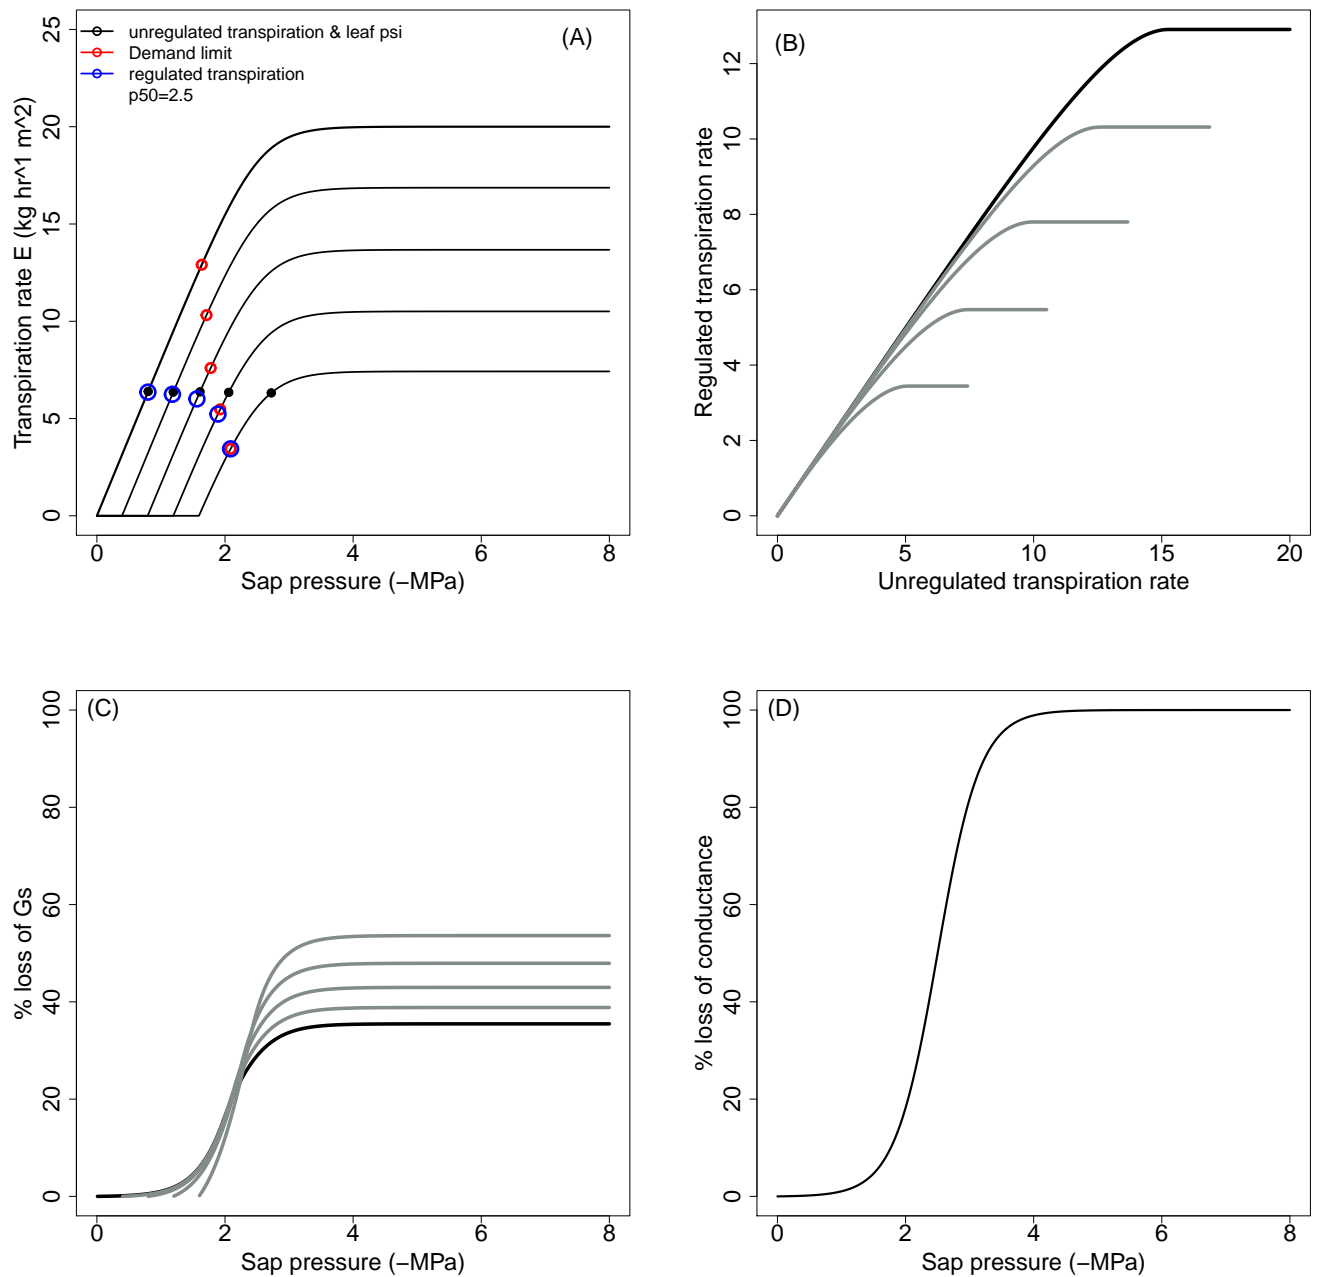 (A)
unregulated transpiration & leaf psi
Demand limit
regulated transpiration
p50=2.5
Transpiration rate E (kg hr^1 m^2)
25
20
15
10
5
0
0 2 4 6 8
Sap pressure (−MPa)
(B)
Regulated transpiration rate
12
10
8
6
4
2
0
0 5 10 15 20
Unregulated transpiration rate
(C)
% loss of Gs
100
80
60
40
20
0
0 2 4 6 8
Sap pressure (−MPa)
(D)
% loss of conductance
100
80
60
40
20
0
0 2 4 6 8
Sap pressure (−MPa)